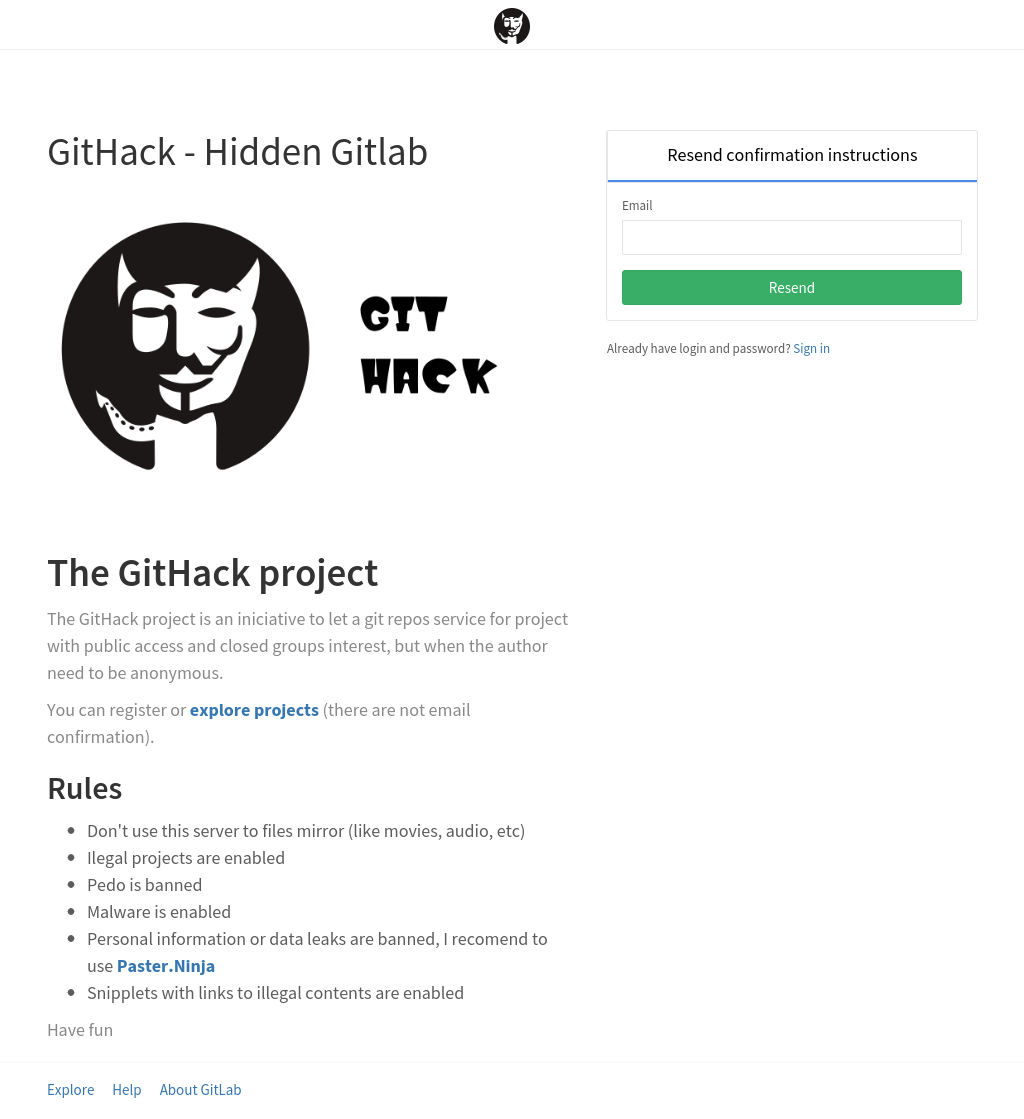 GitHack - Hidden Gitlab
GIT
HACK
The GitHack project
The GitHack project is an iniciative to let a git repos service for project
with public access and closed groups interest, but when the author
need to be anonymous.
You can register or explore projects (there are not email
confirmation).
Rules
Don't use this server to files mirror (like movies, audio, etc)
Ilegal projects are enabled
Pedo is banned
Malware is enabled
Personal information or data leaks are banned, I recomend to
use Paster.Ninja
Snipplets with links to illegal contents are enabled
Have fun
Resend confirmation instructions
Email
Resend
Already have login and password? Sign in
Explore Help About GitLab